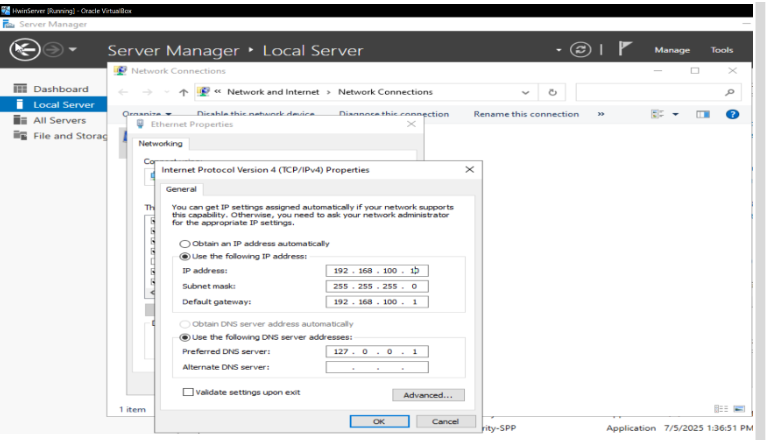 HwinServer [Running] - Oracle VirtualBox
Server Manager
Server Manager • Local Server
Manage Tools
Network Connections
Dashboard
Local Server
All Servers
File and Storag
« Network and Internet > Network Connections
Organize Disable this network device Diagnose this connection Rename this connection »
Ethernet Properties
Networking
Internet Protocol Version 4 (TCP/IPv4) Properties
General
You can get IP settings assigned automatically if your network supports
this capability. Otherwise, you need to ask your network administrator
for the appropriate IP settings.
Obtain an IP address automatically
Use the following IP address:
IP address: 192 . 168 . 100 .
Subnet mask: 255 . 255 . 255 . 0
Default gateway: 192 . 168 . 100 . 1
Obtain DNS server address automatically
Use the following DNS server addresses:
Preferred DNS server: 127 . 0 . 0 . 1
Alternate DNS server: . . .
Validate settings upon exit
Advanced...
OK Cancel
1 item
rity-SPP Application 7/5/2025 1:36:51 PM